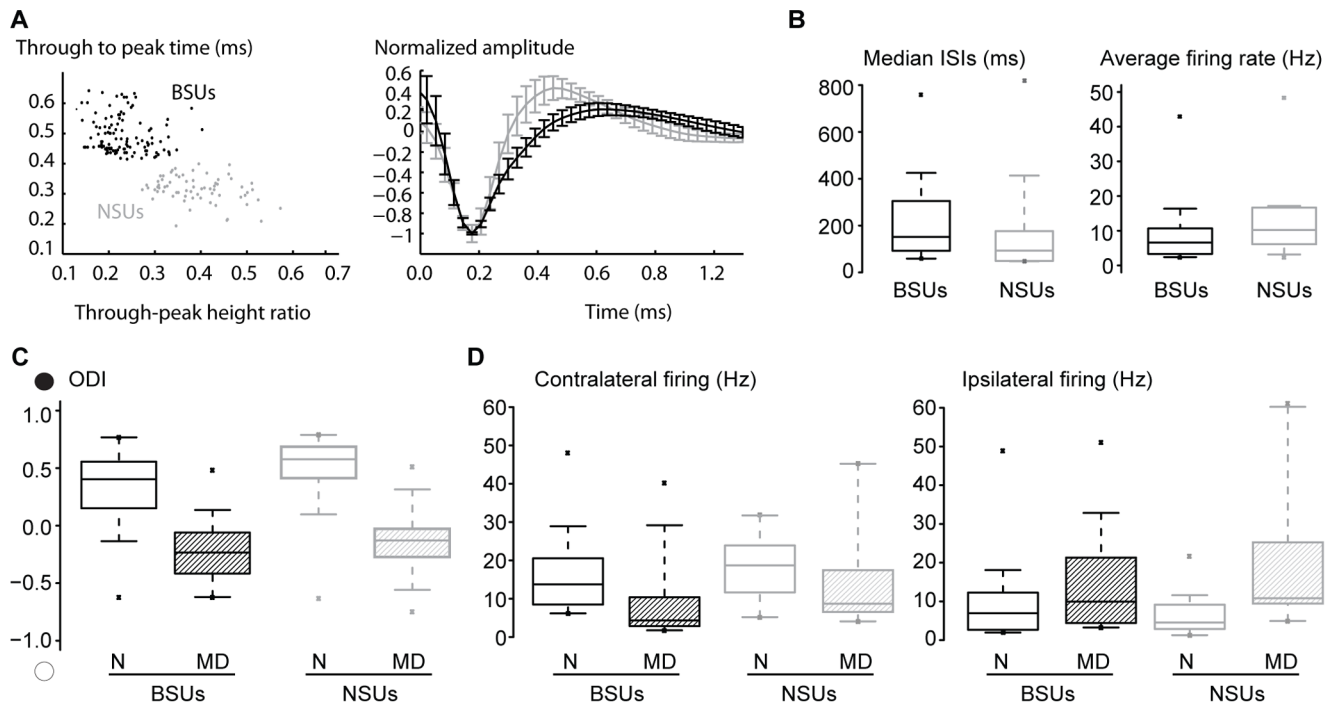 A
Through to peak time (ms)
0.6
0.5
0.4
0.3
0.2
0.1
BSUs
NSUs
0.1 0.2 0.3 0.4 0.5 0.6 0.7
Through-peak height ratio
Normalized amplitude
0.6
0.4
0.2
0
−0.2
−0.4
−0.6
−0.8
−1
0.0 0.2 0.4 0.6 0.8 1.2
Time (ms)
B
Median ISIs (ms)
800
600
400
200
0
BSUs NSUs
Average firing rate (Hz)
50
40
30
20
10
0
BSUs NSUs
C
ODI
1.0
0.5
0.0
−0.5
−1.0
N MD N MD
BSUs NSUs
D
Contralateral firing (Hz)
60
50
40
30
20
10
0
N MD N MD
BSUs NSUs
Ipsilateral firing (Hz)
60
50
40
30
20
10
0
N MD N MD
BSUs NSUs